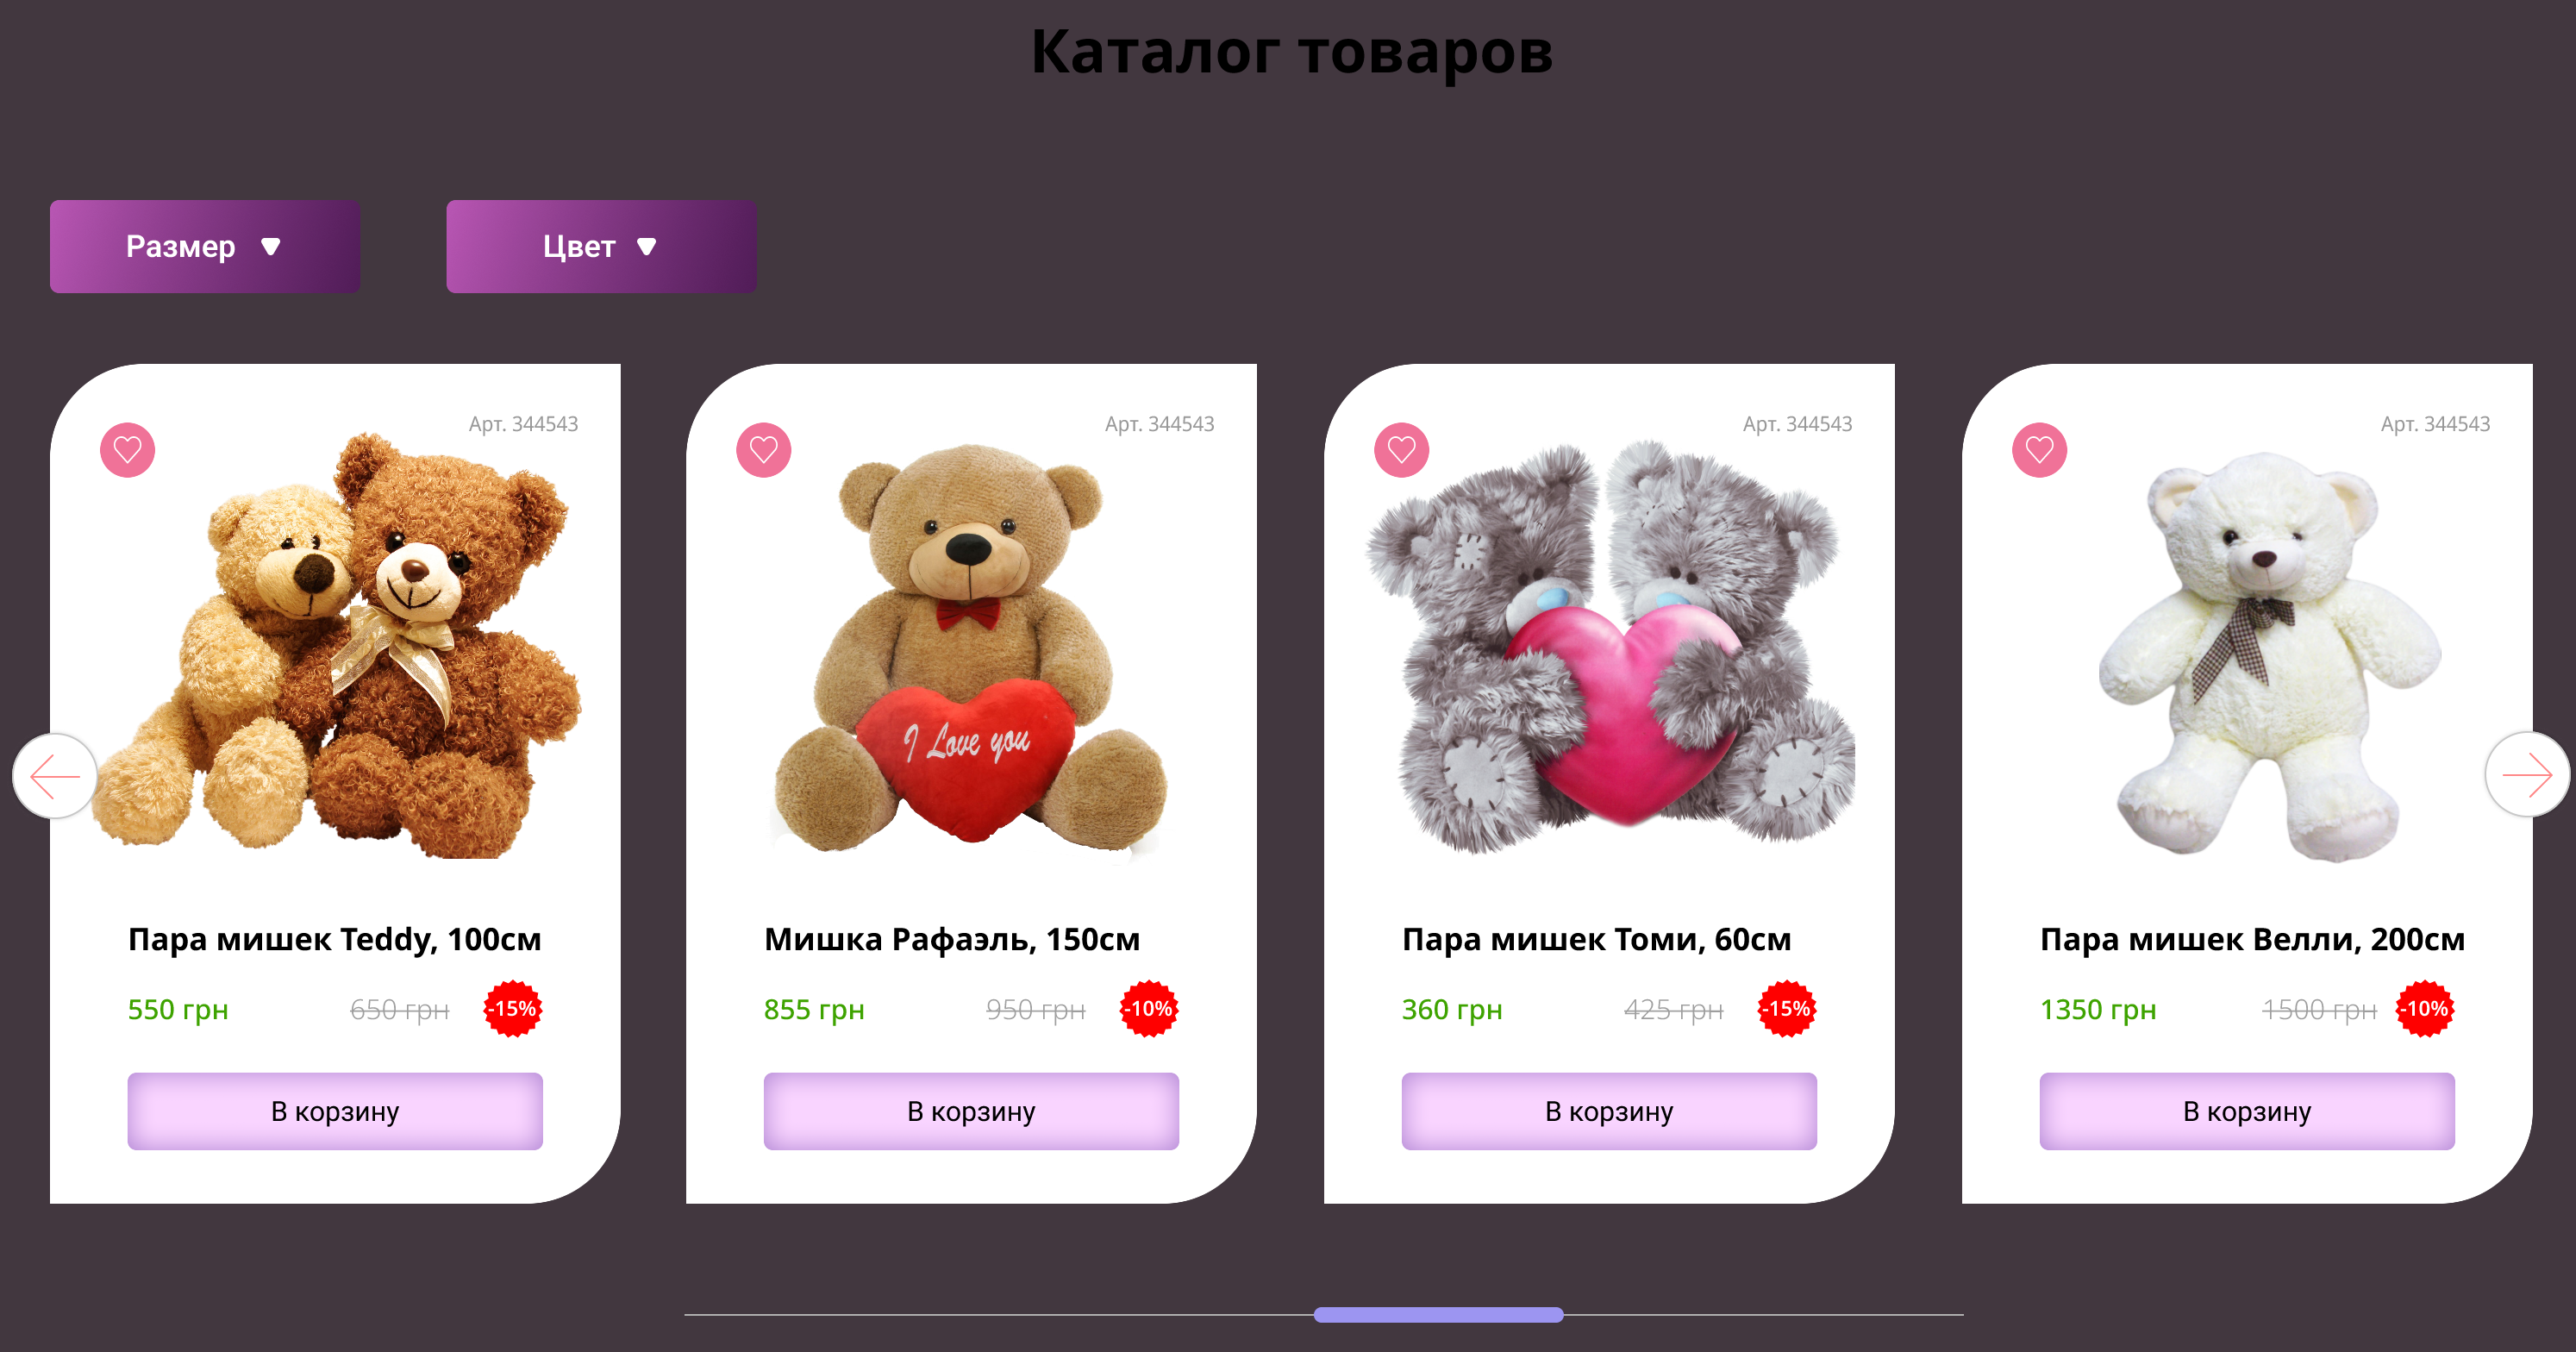 Каталог товаров
Размер
Цвет
Арт. 344543
I Love you
Пара мишек Teddy, 100см
550 грн 650 грн -15%
В корзину
Арт. 344543
Мишка Рафаэль, 150см
855 грн 950 грн -10%
В корзину
Арт. 344543
Пара мишек Томи, 60см
360 грн 425 грн -15%
В корзину
Арт. 344543
Пара мишек Велли, 200см
1350 грн 1500 грн -10%
В корзину